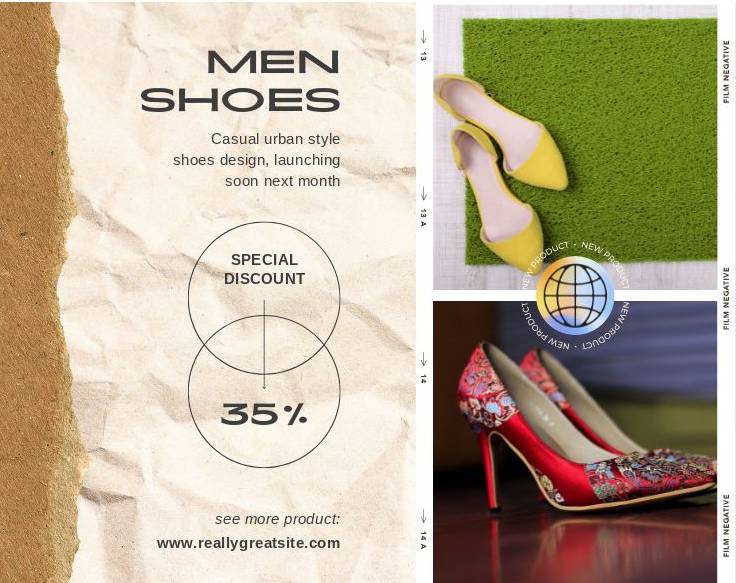 MEN
SHOES
Casual urban style
shoes design, launching
soon next month
SPECIAL
DISCOUNT
35%
see more product:
www.reallygreatsite.com
13
13 A
14
14 A
NEW PRODUCT • NEW PRODUCT • NEW PRODUCT • NEW PRODUCT
FILM NEGATIVE
FILM NEGATIVE
FILM NEGATIVE